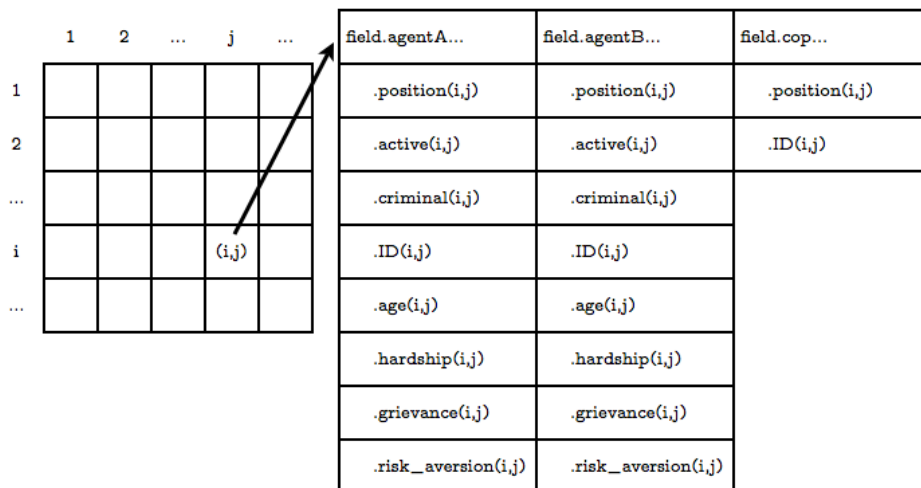 1 2 ... j ... field.agentA... field.agentB... field.cop...
1 .position(i,j) .position(i,j) .position(i,j)
2 .active(i,j) .active(i,j) .ID(i,j)
... .criminal(i,j) .criminal(i,j)
i (i,j) .ID(i,j) .ID(i,j)
... .age(i,j) .age(i,j)
.hardship(i,j) .hardship(i,j)
.grievance(i,j) .grievance(i,j)
.risk_aversion(i,j) .risk_aversion(i,j)